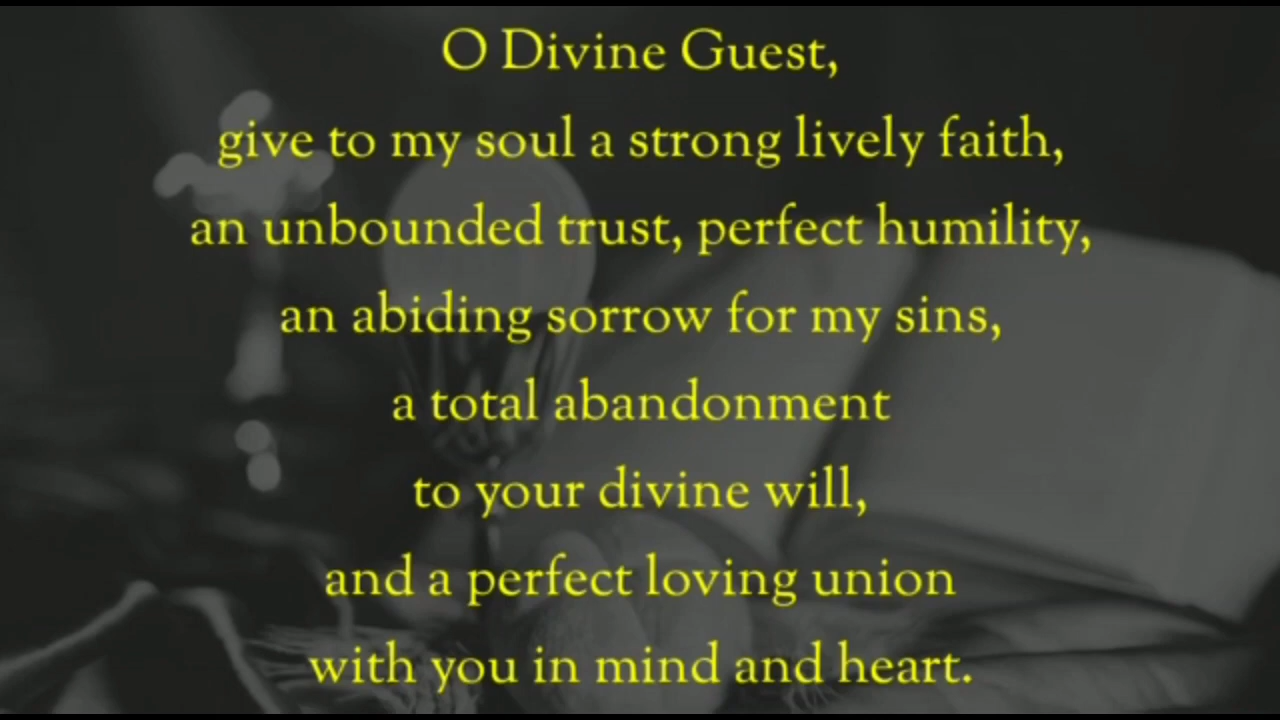 O Divine Guest,
give to my soul a strong lively faith,
an unbounded trust, perfect humility,
an abiding sorrow for my sins,
a total abandonment
to your divine will,
and a perfect loving union
with you in mind and heart.